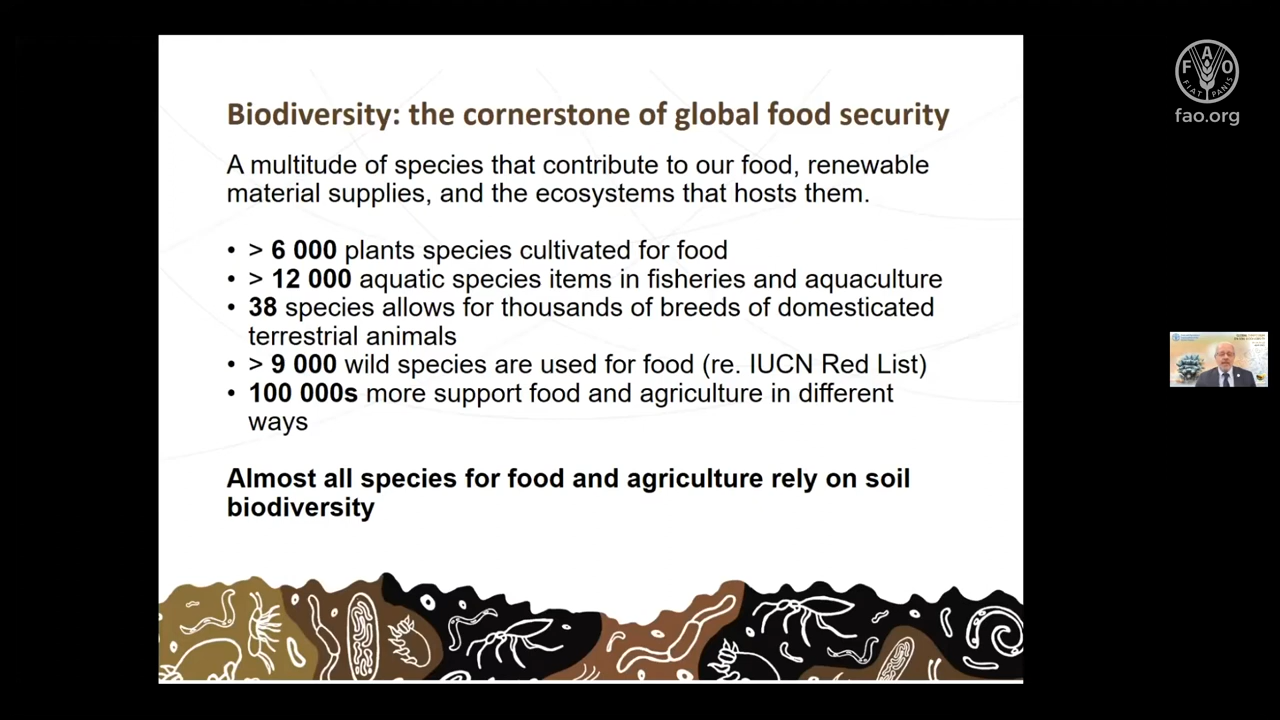 Biodiversity: the cornerstone of global food security
A multitude of species that contribute to our food, renewable
material supplies, and the ecosystems that hosts them.
• > 6 000 plants species cultivated for food
• > 12 000 aquatic species items in fisheries and aquaculture
• 38 species allows for thousands of breeds of domesticated
terrestrial animals
• > 9 000 wild species are used for food (re. IUCN Red List)
• 100 000s more support food and agriculture in different
ways
Almost all species for food and agriculture rely on soil
biodiversity
F A O
FIAT PANIS
fao.org